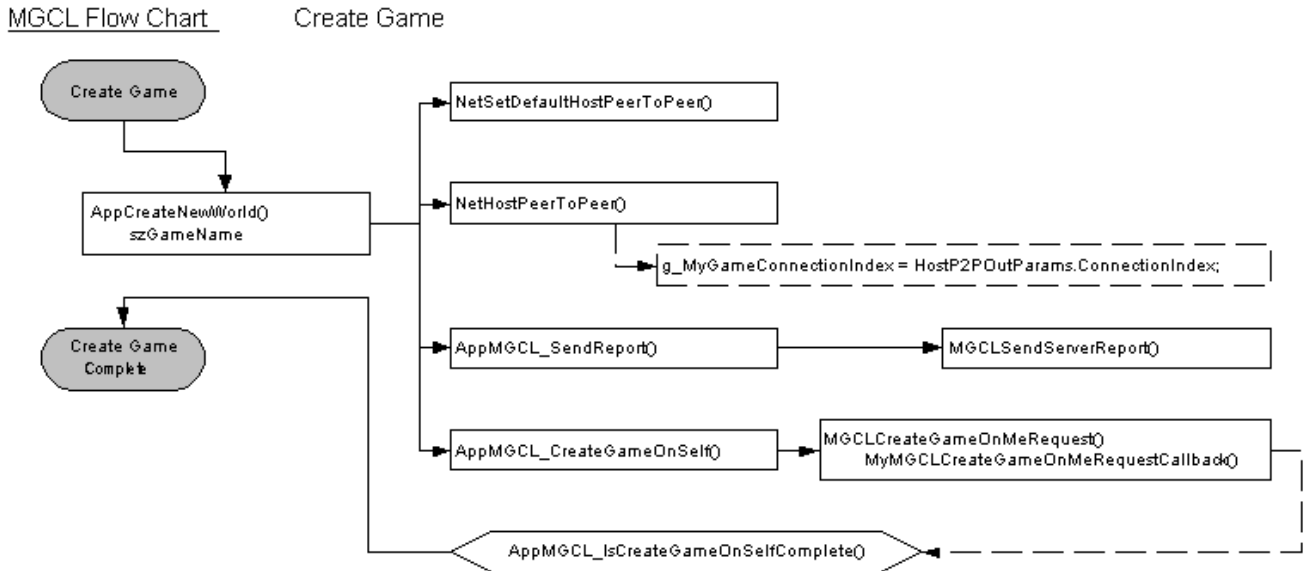 MGCL Flow Chart Create Game
Create Game
NetSetDefaultHostPeerToPeer()
AppCreateNewWorld()
szGameName
NetHostPeerToPeer()
g_MyGameConnectionIndex = HostP2POutParams.ConnectionIndex;
Create Game
Complete
AppMGCL_SendReport()
MGCLSendServerReport()
AppMGCL_CreateGameOnSelf()
MGCLCreateGameOnMeRequest()
MyMGCLCreateGameOnMeRequestCallback()
AppMGCL_IsCreateGameOnSelfComplete()